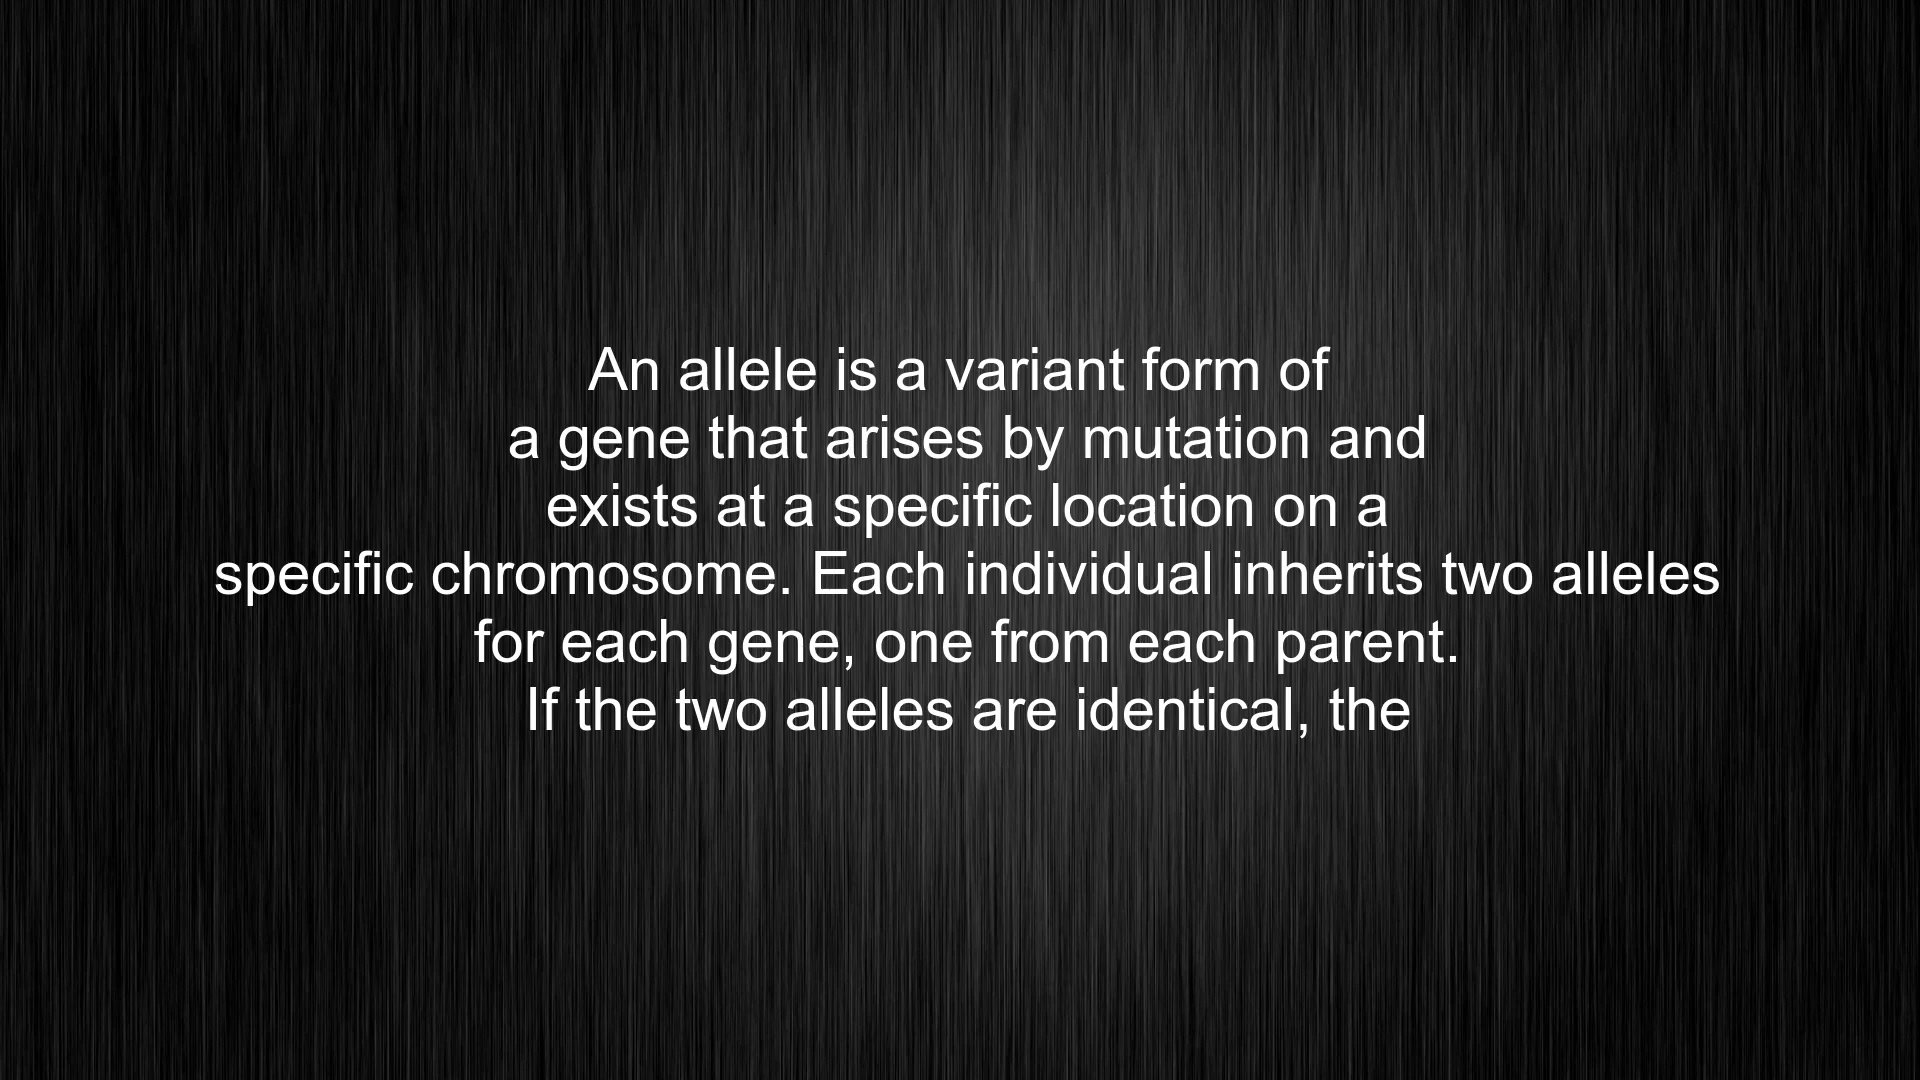 An allele is a variant form of
a gene that arises by mutation and
exists at a specific location on a
specific chromosome. Each individual inherits two alleles
for each gene, one from each parent.
If the two alleles are identical, the